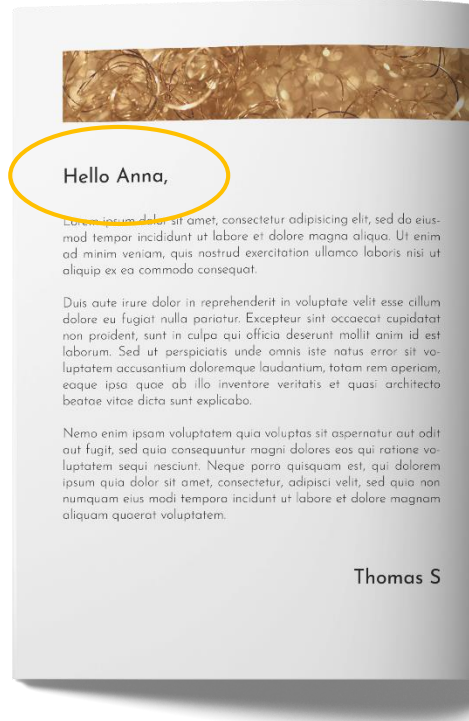 Hello Anna,
Lorem ipsum dolor sit amet, consectetur adipisicing elit, sed do eius-
mod tempor incididunt ut labore et dolore magna aliqua. Ut enim
ad minim veniam, quis nostrud exercitation ullamco laboris nisi ut
aliquip ex ea commodo consequat.
Duis aute irure dolor in reprehenderit in voluptate velit esse cillum
dolore eu fugiat nulla pariatur. Excepteur sint occaecat cupidatat
non proident, sunt in culpa qui officia deserunt mollit anim id est
laborum. Sed ut perspiciatis unde omnis iste natus error sit vo-
luptatem accusantium doloremque laudantium, totam rem aperiam,
eaque ipsa quae ab illo inventore veritatis et quasi architecto
beatae vitae dicta sunt explicabo.
Nemo enim ipsam voluptatem quia voluptas sit aspernatur aut odit
aut fugit, sed quia consequuntur magni dolores eos qui ratione vo-
luptatem sequi nesciunt. Neque porro quisquam est, qui dolorem
ipsum quia dolor sit amet, consectetur, adipisci velit, sed quia non
numquam eius modi tempora incidunt ut labore et dolore magnam
aliquam quaerat voluptatem.
Thomas S